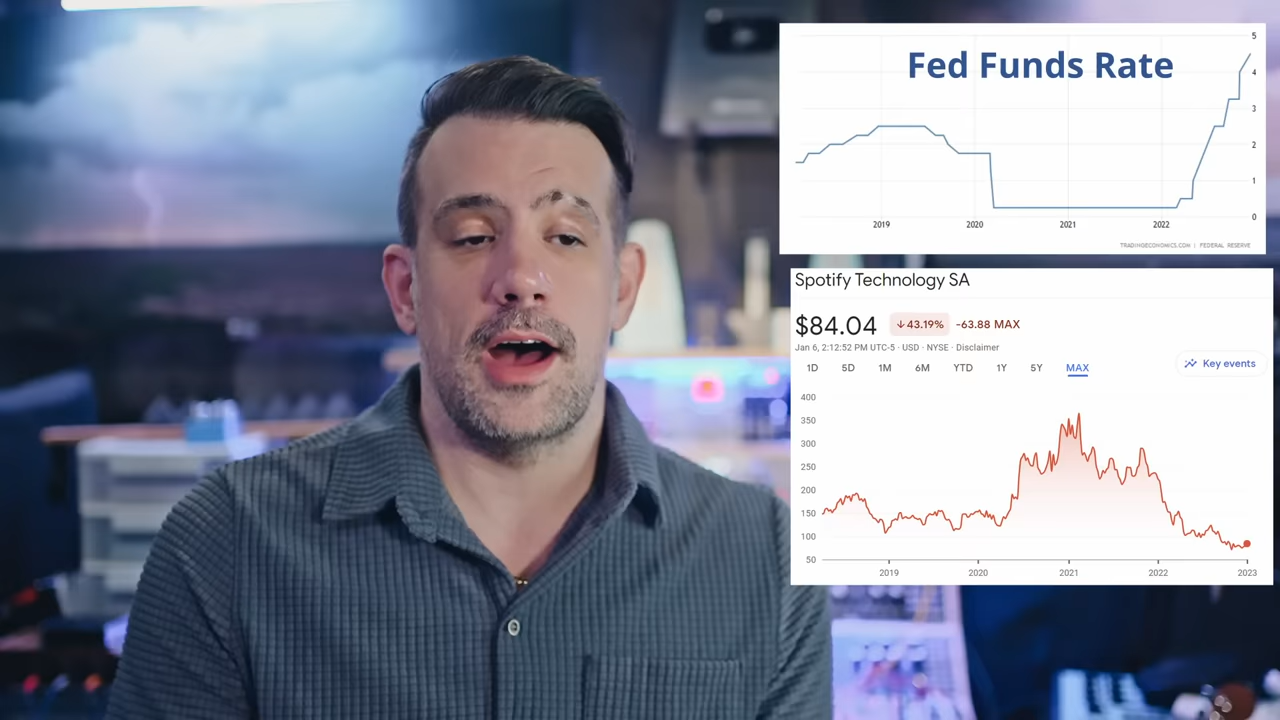 Fed Funds Rate
5
4
3
2
1
0
2019 2020 2021 2022
TRADINGECONOMICS.COM | FEDERAL RESERVE
Spotify Technology SA
$84.04 ↓43.19% -63.88 MAX
Jan 6, 2:12:52 PM UTC-5 · USD · NYSE · Disclaimer
1D 5D 1M 6M YTD 1Y 5Y MAX
Key events
400
350
300
250
200
150
100
50
2019 2020 2021 2022 2023